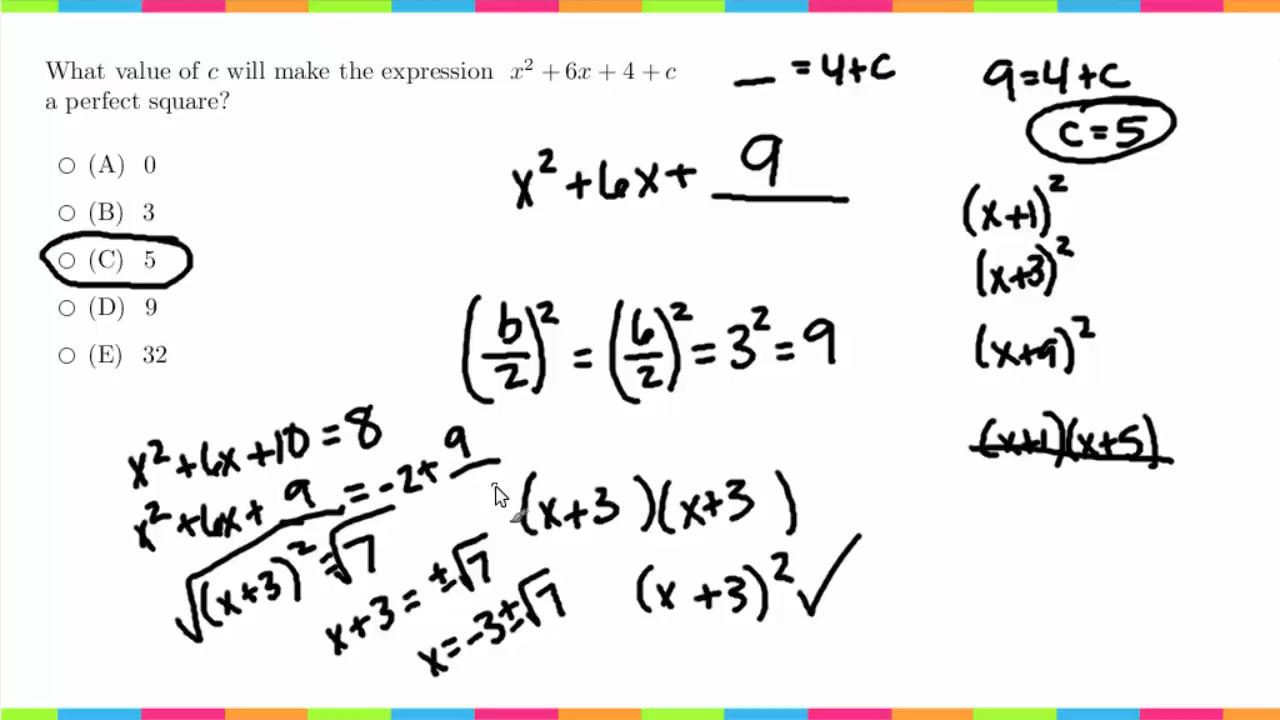 What value of c will make the expression x² + 6x + 4 + c
a perfect square?
(A) 0
(B) 3
(C) 5
(D) 9
(E) 32
_ = 4+c
x² + 6x + 9
(b/2)² = (6/2)² = 3² = 9
9=4+c
c=5
(x+1)²
(x+3)²
(x+9)²
(x+1)(x+5)
x²+6x+10=8
x²+6x+ 9 = -2+ 9
√(x+3)² = √7
x+3 = ±√7
x=-3±√7
(x+3)(x+3)
(x+3)² ✓